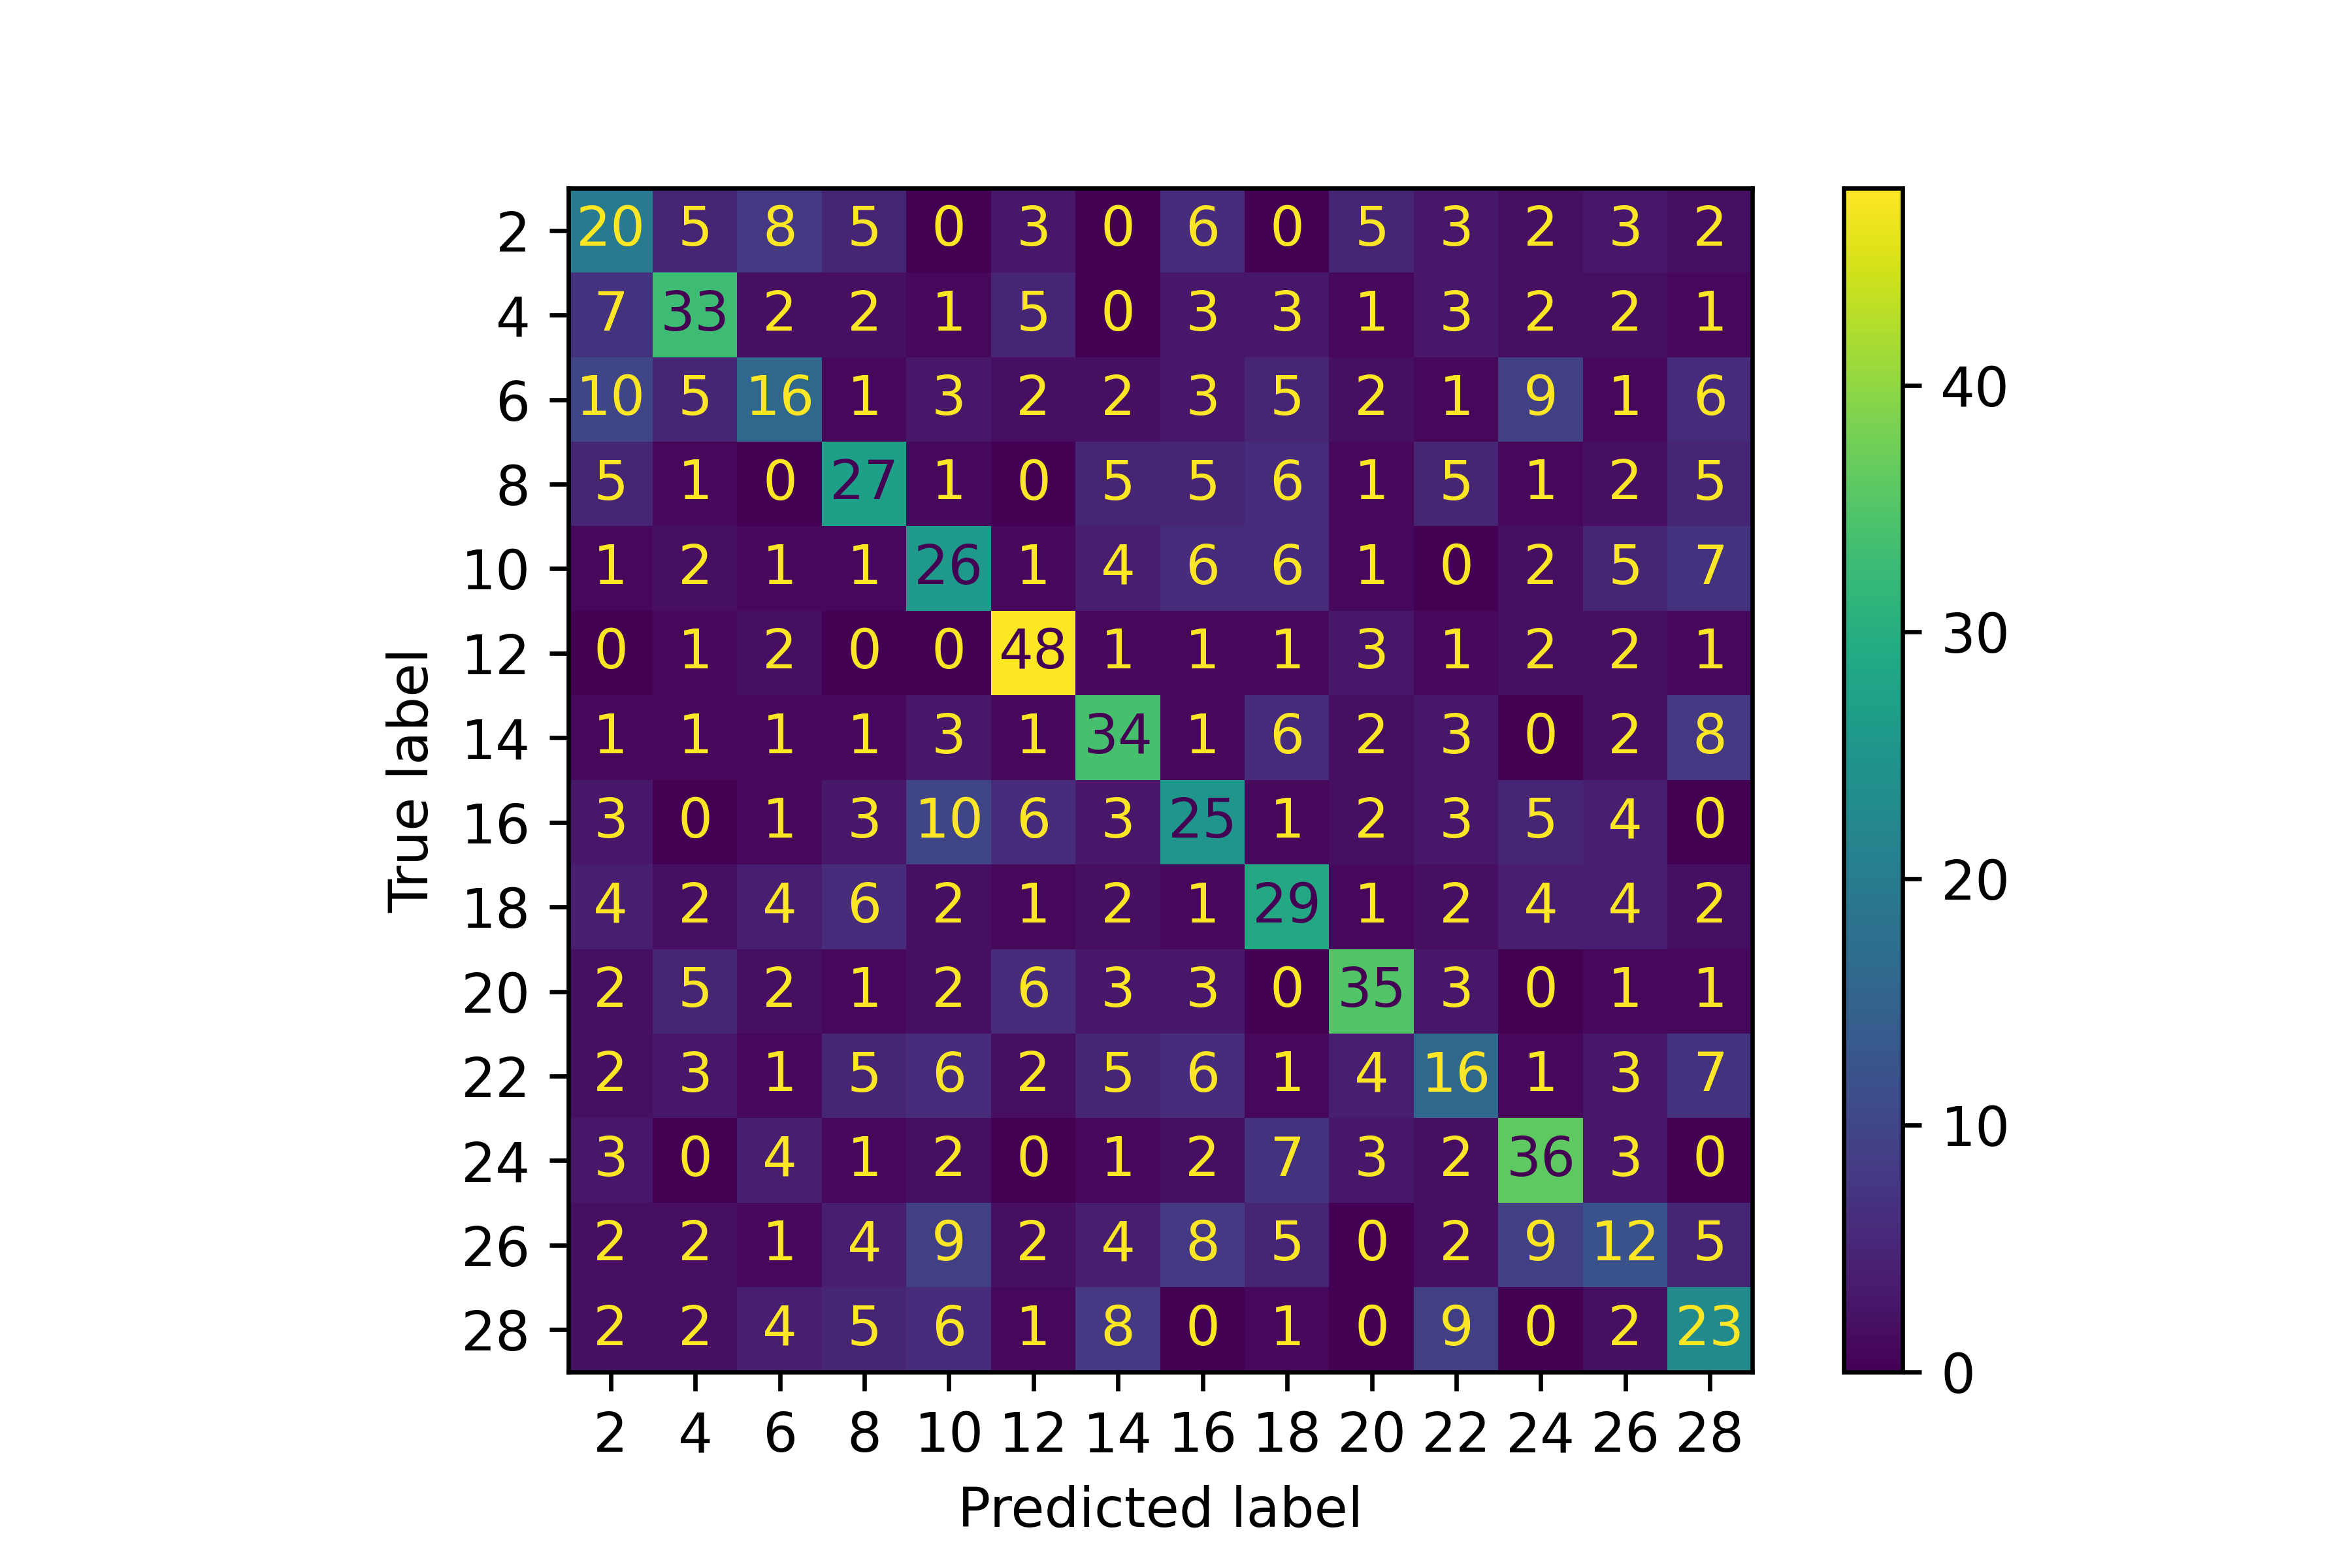 2 20 5 8 5 0 3 0 6 0 5 3 2 3 2
4 7 33 2 2 1 5 0 3 3 1 3 2 2 1
6 10 5 16 1 3 2 2 3 5 2 1 9 1 6
8 5 1 0 27 1 0 5 5 6 1 5 1 2 5
10 1 2 1 1 26 1 4 6 6 1 0 2 5 7
12 0 1 2 0 0 48 1 1 1 3 1 2 2 1
14 1 1 1 1 3 1 34 1 6 2 3 0 2 8
16 3 0 1 3 10 6 3 25 1 2 3 5 4 0
18 4 2 4 6 2 1 2 1 29 1 2 4 4 2
20 2 5 2 1 2 6 3 3 0 35 3 0 1 1
22 2 3 1 5 6 2 5 6 1 4 16 1 3 7
24 3 0 4 1 2 0 1 2 7 3 2 36 3 0
26 2 2 1 4 9 2 4 8 5 0 2 9 12 5
28 2 2 4 5 6 1 8 0 1 0 9 0 2 23
2 4 6 8 10 12 14 16 18 20 22 24 26 28
Predicted label
True label
40
30
20
10
0